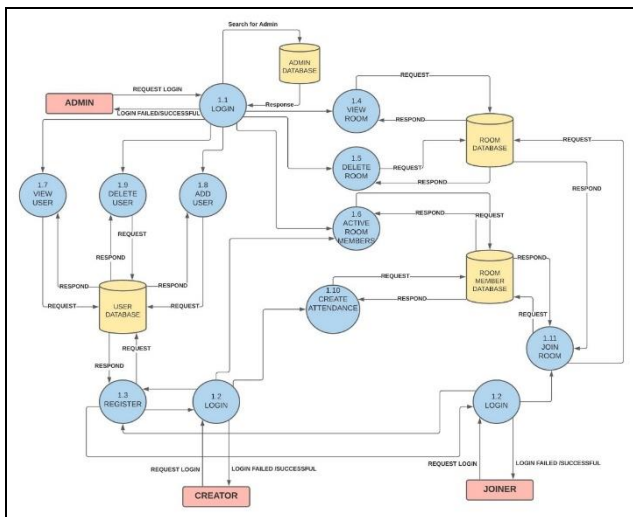 Search for Admin
ADMIN
DATABASE
ADMIN
REQUEST LOGIN
LOGIN FAILED/SUCCESSFUL
1.1
LOGIN
Response
1.4
VIEW
ROOM
REQUEST
RESPOND
ROOM
DATABASE
REQUEST
RESPOND
1.5
DELETE
ROOM
REQUEST
RESPOND
1.7
VIEW
USER
1.9
DELETE
USER
1.8
ADD
USER
1.6
ACTIVE
ROOM
MEMBERS
REQUEST
RESPOND
REQUEST
RESPOND
RESPOND
RESPOND
REQUEST
REQUEST
USER
DATABASE
ROOM
MEMBER
DATABASE
RESPOND
REQUEST
1.10
CREATE
ATTENDANCE
REQUEST
RESPOND
1.11
JOIN
ROOM
RESPOND
REQUEST
1.3
REGISTER
1.2
LOGIN
1.2
LOGIN
REQUEST LOGIN
LOGIN FAILED /SUCCESSFUL
REQUEST LOGIN
LOGIN FAILED /SUCCESSFUL
CREATOR
JOINER